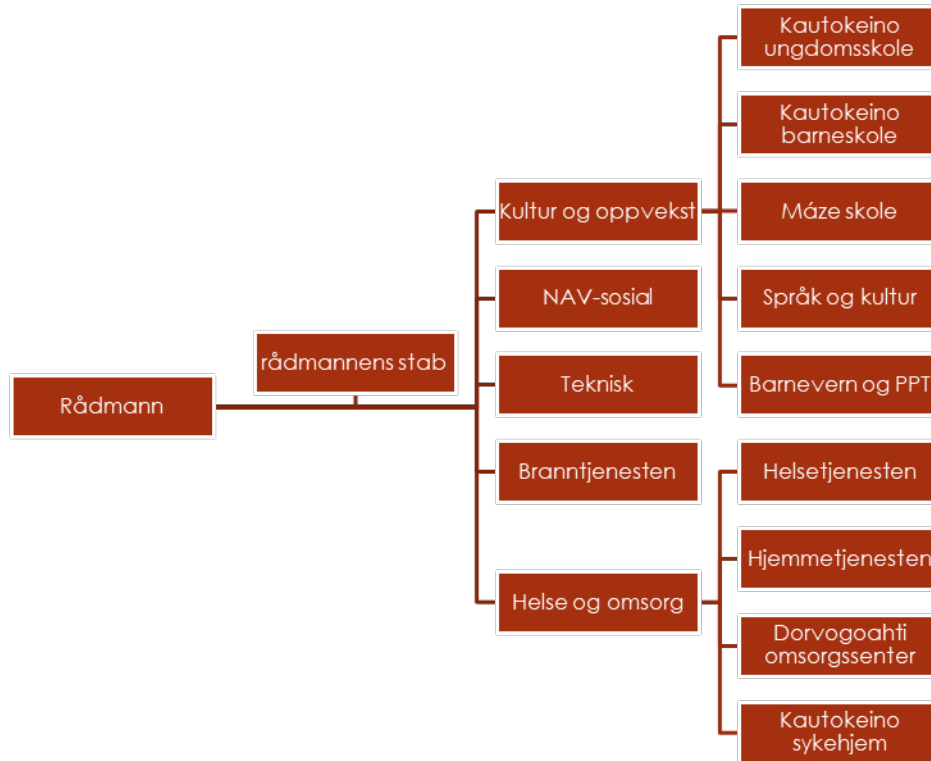 Rådmann
rådmannens stab
Kultur og oppvekst
NAV-sosial
Teknisk
Branntjenesten
Helse og omsorg
Kautokeino
ungdomsskole
Kautokeino
barneskole
Máze skole
Språk og kultur
Barnevern og PPT
Helsetjenesten
Hjemmetjenesten
Dorvogoahti
omsorgssenter
Kautokeino
sykehjem